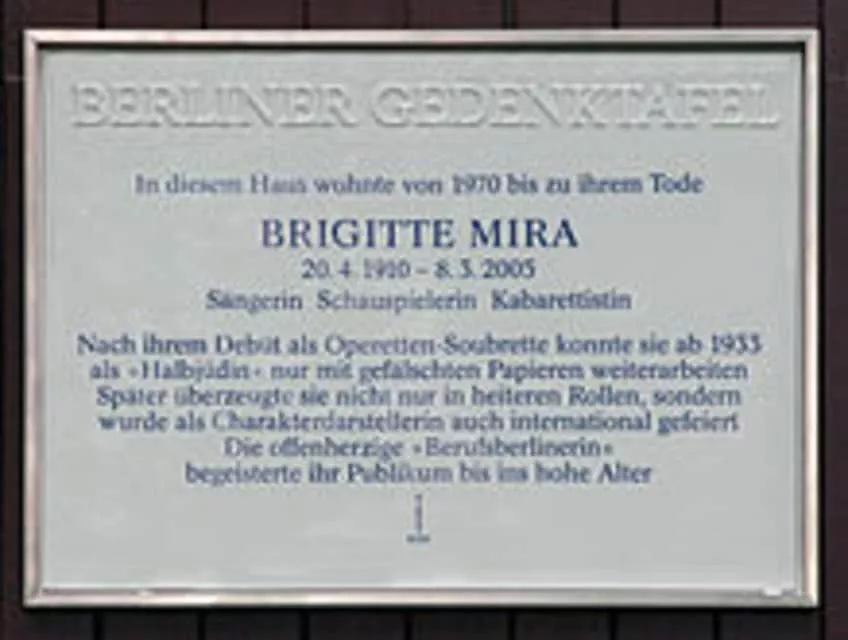 BERLINER GEDENKTAFEL
In diesem Haus wohnte von 1970 bis zu ihrem Tode
BRIGITTE MIRA
20. 4. 1910 – 8. 3. 2005
Sängerin Schauspielerin Kabarettistin
Nach ihrem Debüt als Operetten-Soubrette konnte sie ab 1933
als »Halbjüdin« nur mit gefälschten Papieren weiterarbeiten
Später überzeugte sie nicht nur in heiteren Rollen, sondern
wurde als Charakterdarstellerin auch international gefeiert
Die offenherzige »Berufsberlinerin«
begeisterte ihr Publikum bis ins hohe Alter